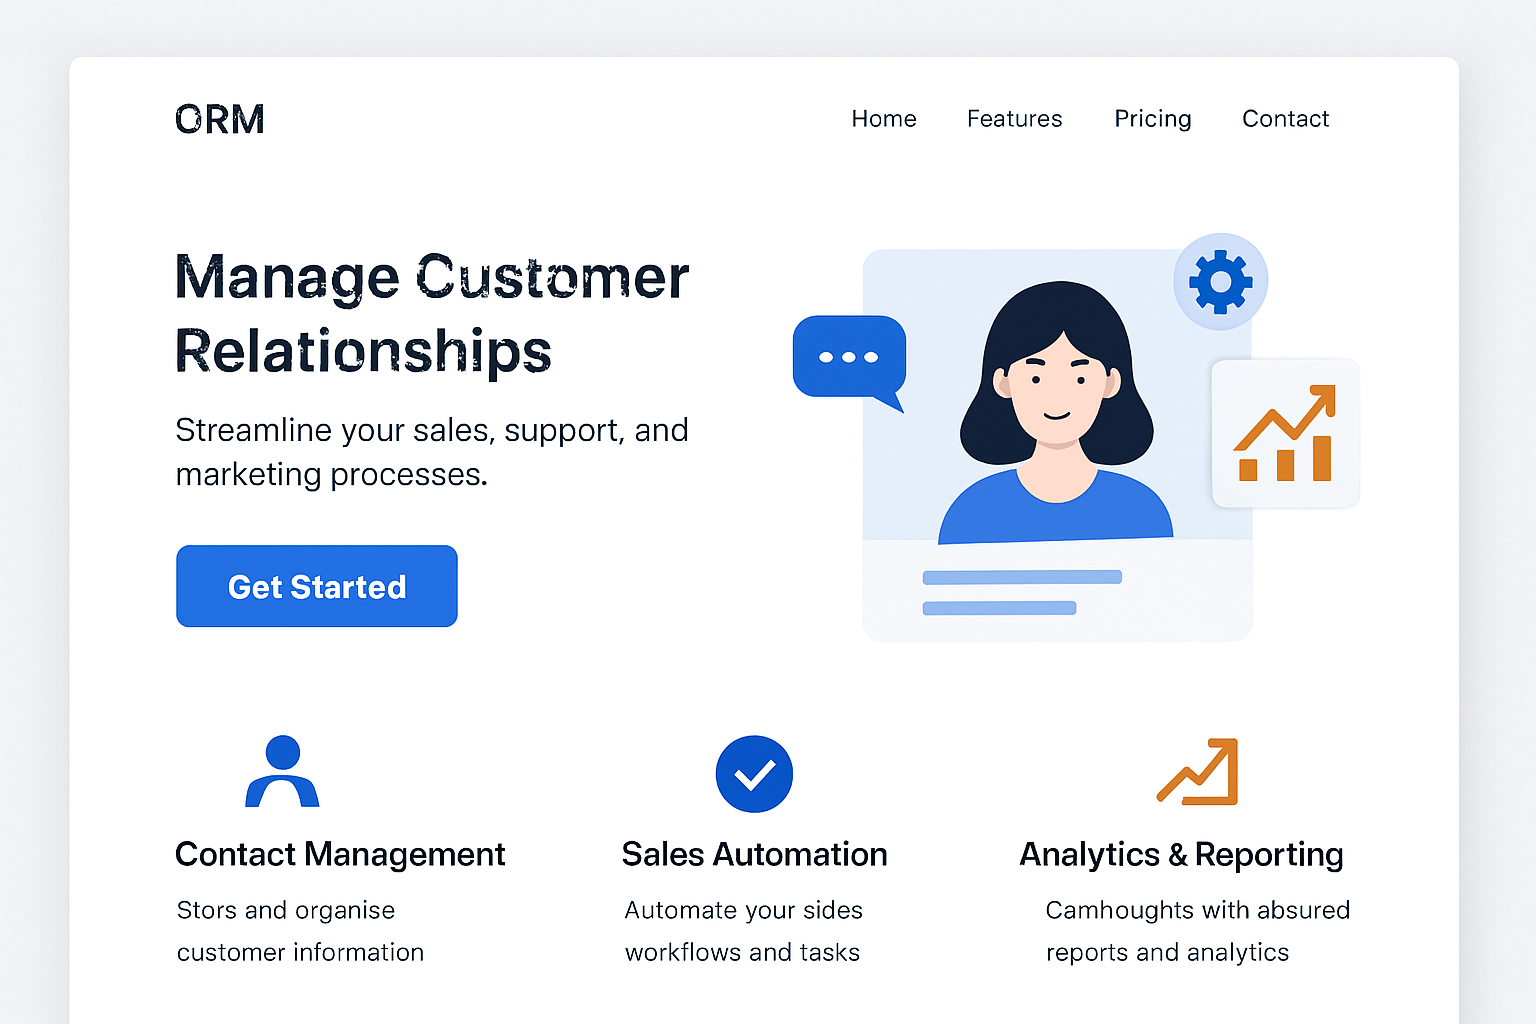 ORM
Home Features Pricing Contact
Manage Customer
Relationships
Streamline your sales, support, and
marketing processes.
Get Started
Contact Management
Stors and organise
customer information
Sales Automation
Automate your sides
workflows and tasks
Analytics & Reporting
Camhoughts with absured
reports and analytics